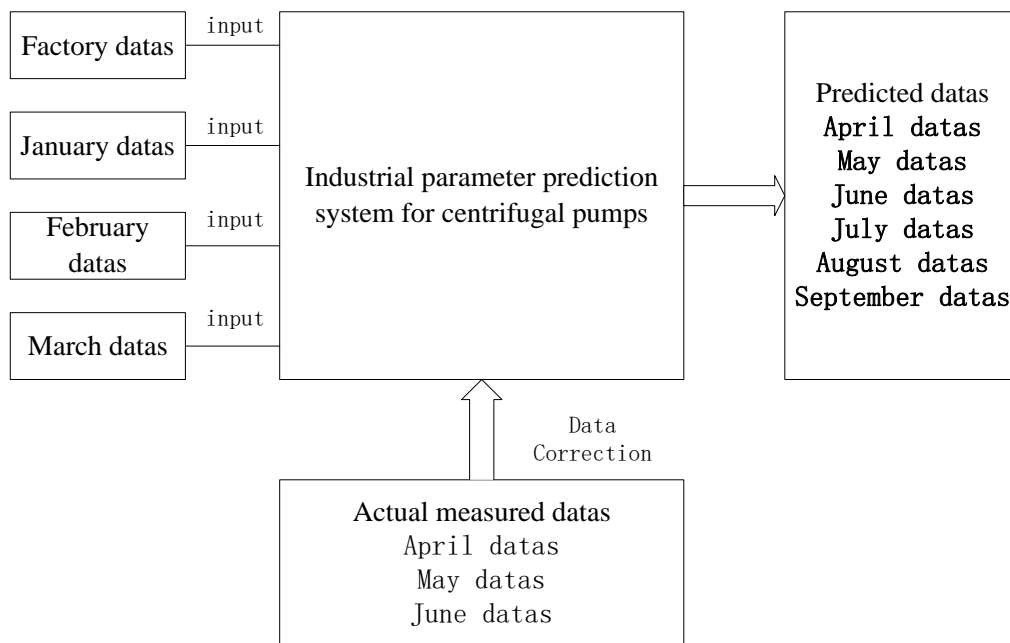 input
Factory datas
input
January datas
input
February
datas
input
March datas
Industrial parameter prediction
system for centrifugal pumps
Predicted datas
April datas
May datas
June datas
July datas
August datas
September datas
Data
Correction
Actual measured datas
April datas
May datas
June datas